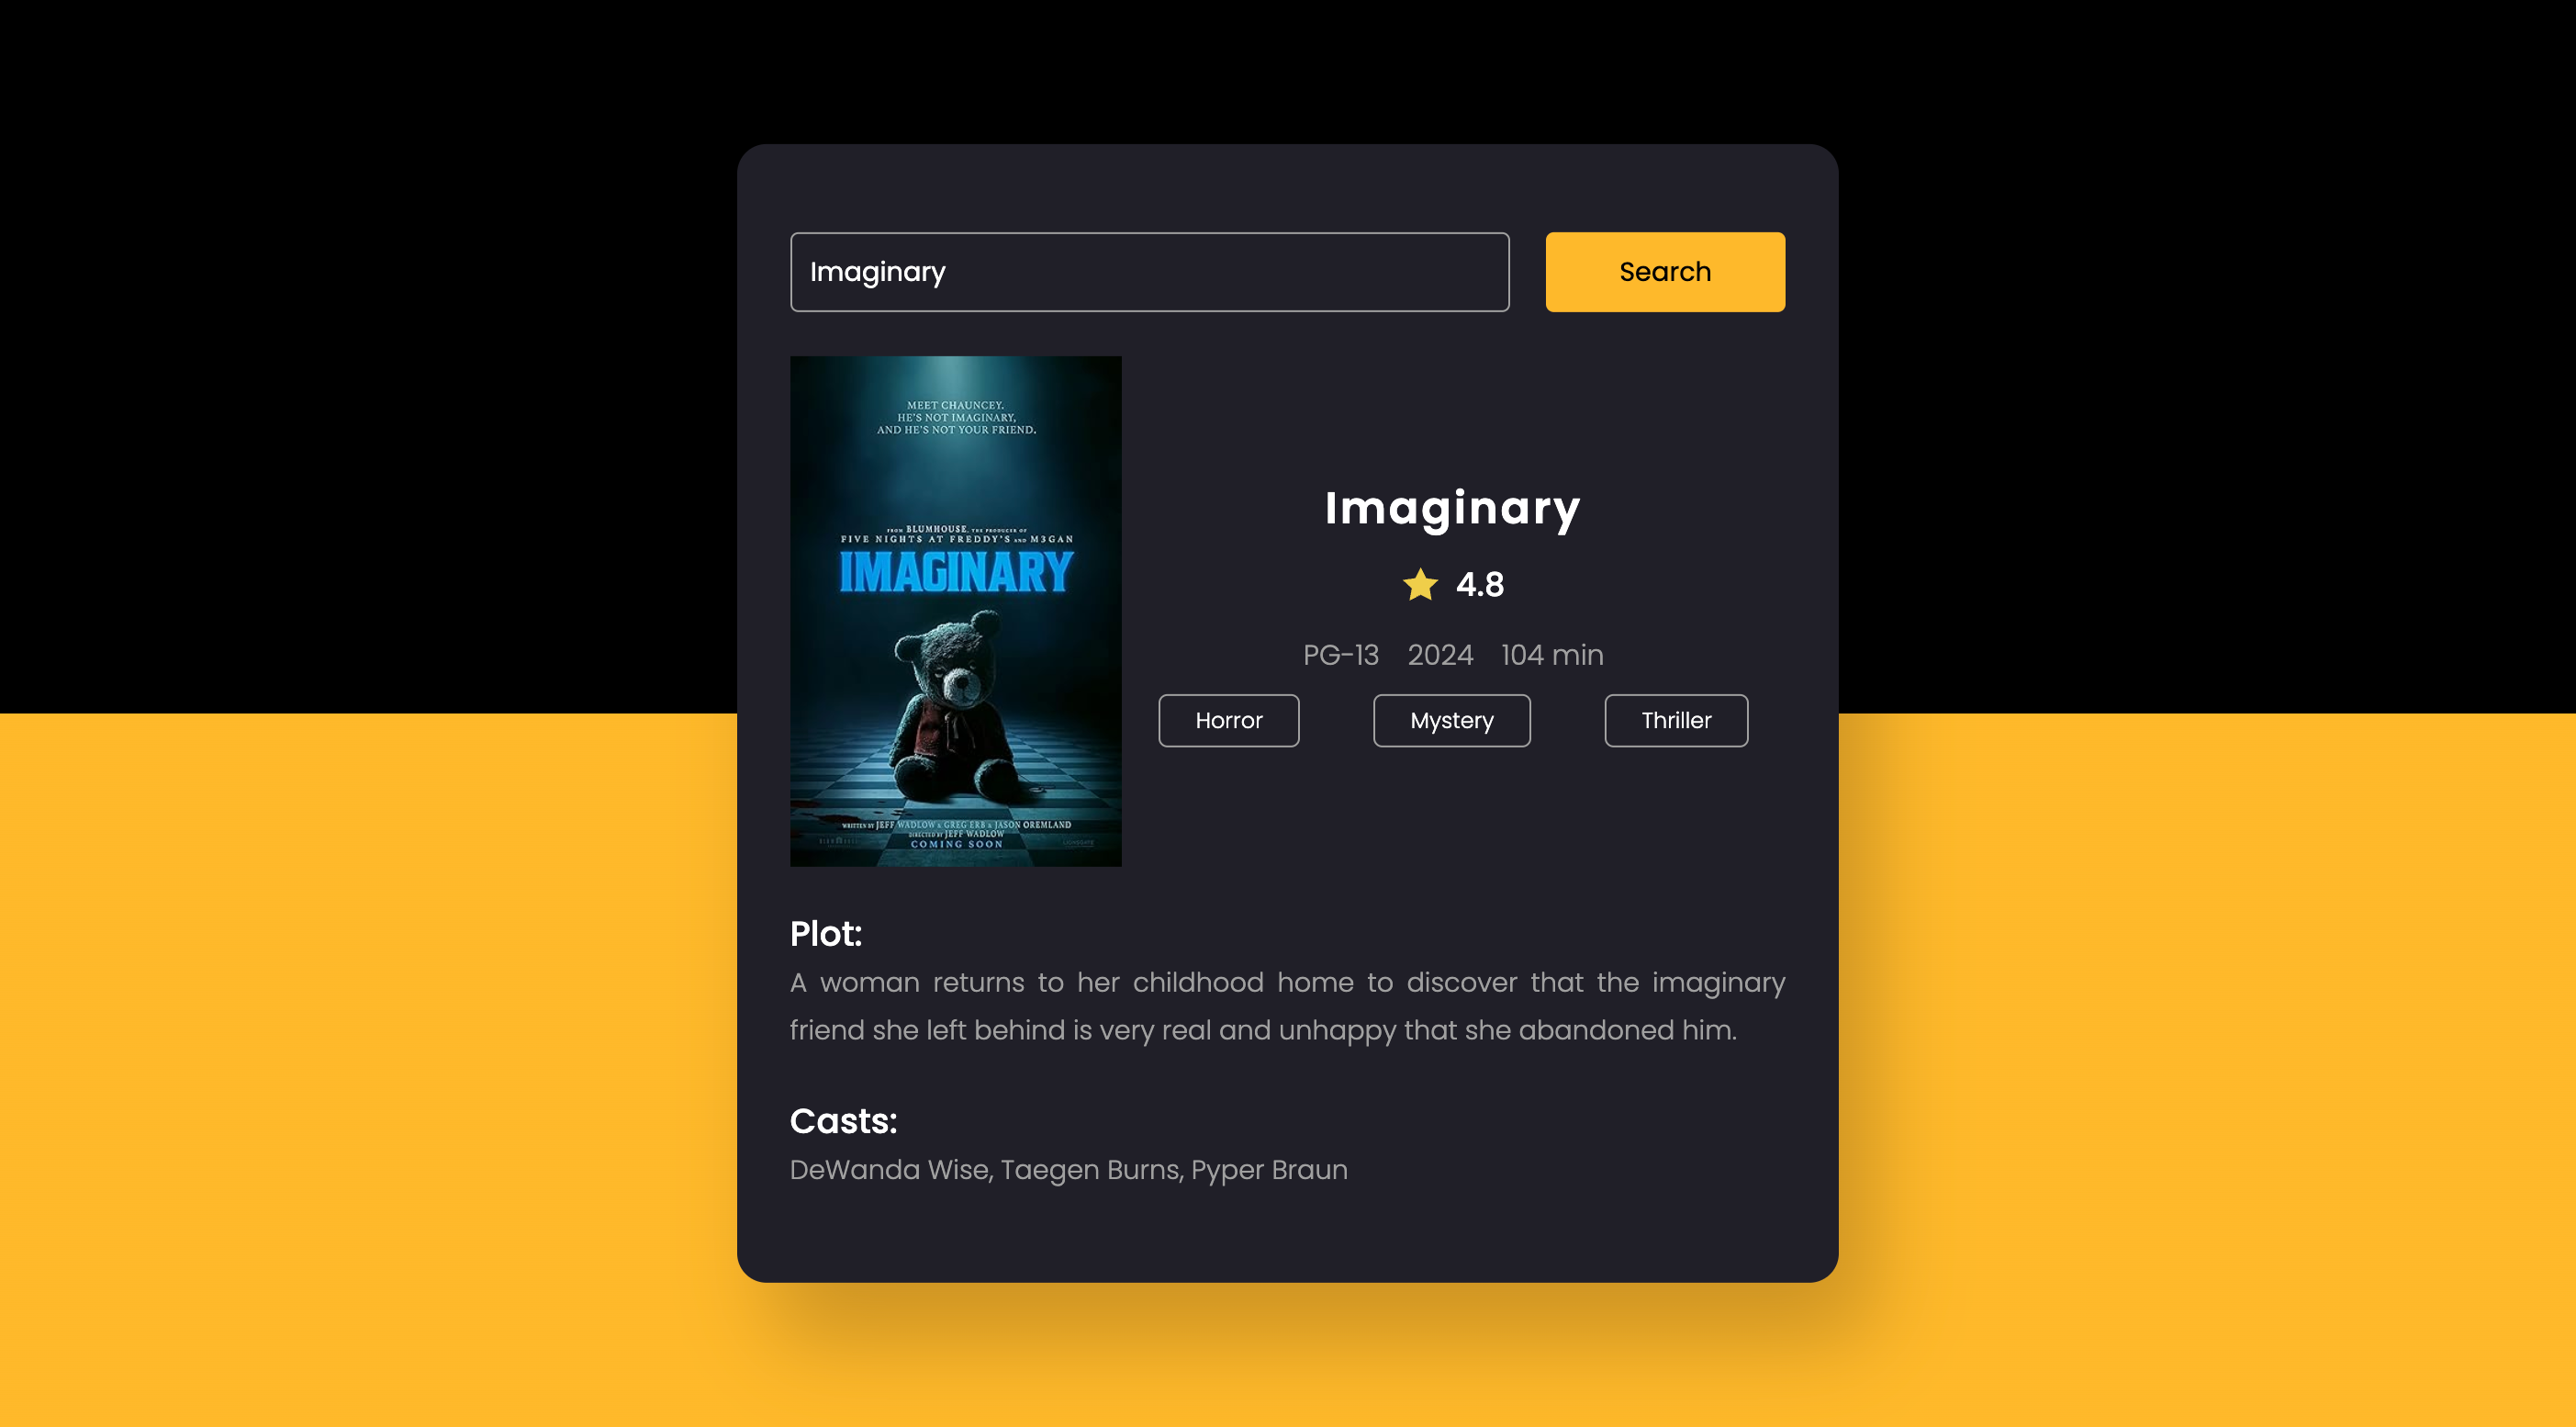 Imaginary
Search
MEET CHAUNCEY.
HE'S NOT IMAGINARY,
AND HE'S NOT YOUR FRIEND.
FROM BLUMHOUSE, THE PRODUCER OF
FIVE NIGHTS AT FREDDY'S AND M3GAN
IMAGINARY
WRITTEN BY JEFF WADLOW & GREG ERB & JASON OREMLAND
DIRECTED BY JEFF WADLOW
BLUMHOUSE
COMING SOON
LIONSGATE
Imaginary
4.8
PG-13 2024 104 min
Horror
Mystery
Thriller
Plot:
A woman returns to her childhood home to discover that the imaginary
friend she left behind is very real and unhappy that she abandoned him.
Casts:
DeWanda Wise, Taegen Burns, Pyper Braun